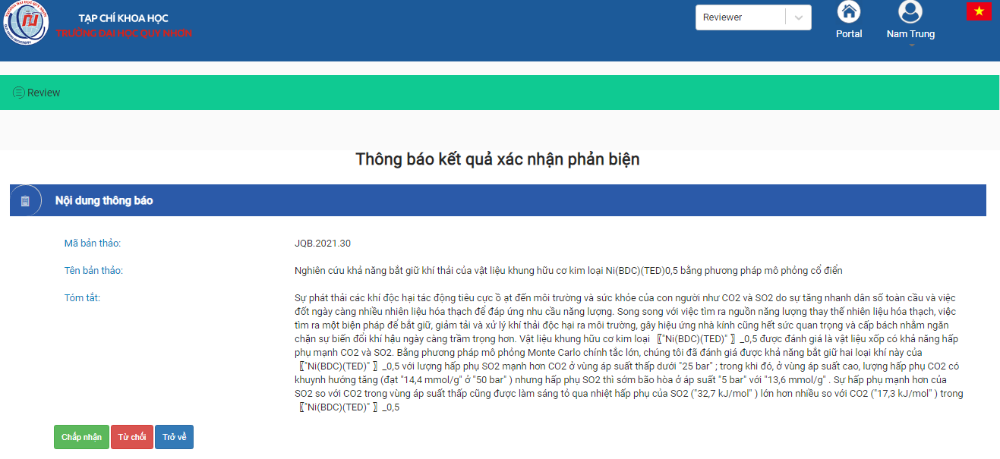 TẠP CHÍ KHOA HỌC
TRƯỜNG ĐẠI HỌC QUY NHƠN
Reviewer
Portal
Nam Trung
Review
Thông báo kết quả xác nhận phản biện
Nội dung thông báo
Mã bản thảo: JQB.2021.30
Tên bản thảo: Nghiên cứu khả năng bắt giữ khí thải của vật liệu khung hữu cơ kim loại Ni(BDC)(TED)0,5 bằng phương pháp mô phỏng cổ điển
Tóm tắt: Sự phát thải các khí độc hại tác động tiêu cực ồ ạt đến môi trường và sức khỏe của con người như CO2 và SO2 do sự tăng nhanh dân số toàn cầu và việc
đốt ngày càng nhiều nhiên liệu hóa thạch để đáp ứng nhu cầu năng lượng. Song song với việc tìm ra nguồn năng lượng thay thế nhiên liệu hóa thạch, việc
tìm ra một biện pháp để bắt giữ, giảm tải và xử lý khí thải độc hại ra môi trường, gây hiệu ứng nhà kính cũng hết sức quan trọng và cấp bách nhằm ngăn
chặn sự biến đổi khí hậu ngày càng trầm trọng hơn. Vật liệu khung hữu cơ kim loại 〖"Ni(BDC)(TED)" 〗_0,5 được đánh giá là vật liệu xốp có khả năng hấp
phụ mạnh CO2 và SO2. Bằng phương pháp mô phỏng Monte Carlo chính tắc lớn, chúng tôi đã đánh giá được khả năng bắt giữ hai loại khí này của
〖"Ni(BDC)(TED)" 〗_0,5 với lượng hấp phụ SO2 mạnh hơn CO2 ở vùng áp suất thấp dưới "25 bar" ; trong khi đó, ở vùng áp suất cao, lượng hấp phụ CO2 có
khuynh hướng tăng (đạt "14,4 mmol/g" ở "50 bar" ) nhưng hấp phụ SO2 thì sớm bão hòa ở áp suất "5 bar" với "13,6 mmol/g" . Sự hấp phụ mạnh hơn của
SO2 so với CO2 trong vùng áp suất thấp cũng được làm sáng tỏ qua nhiệt hấp phụ của SO2 ("32,7 kJ/mol" ) lớn hơn nhiều so với CO2 ("17,3 kJ/mol" ) trong
〖"Ni(BDC)(TED)" 〗_0,5
Chấp nhận Từ chối Trở về